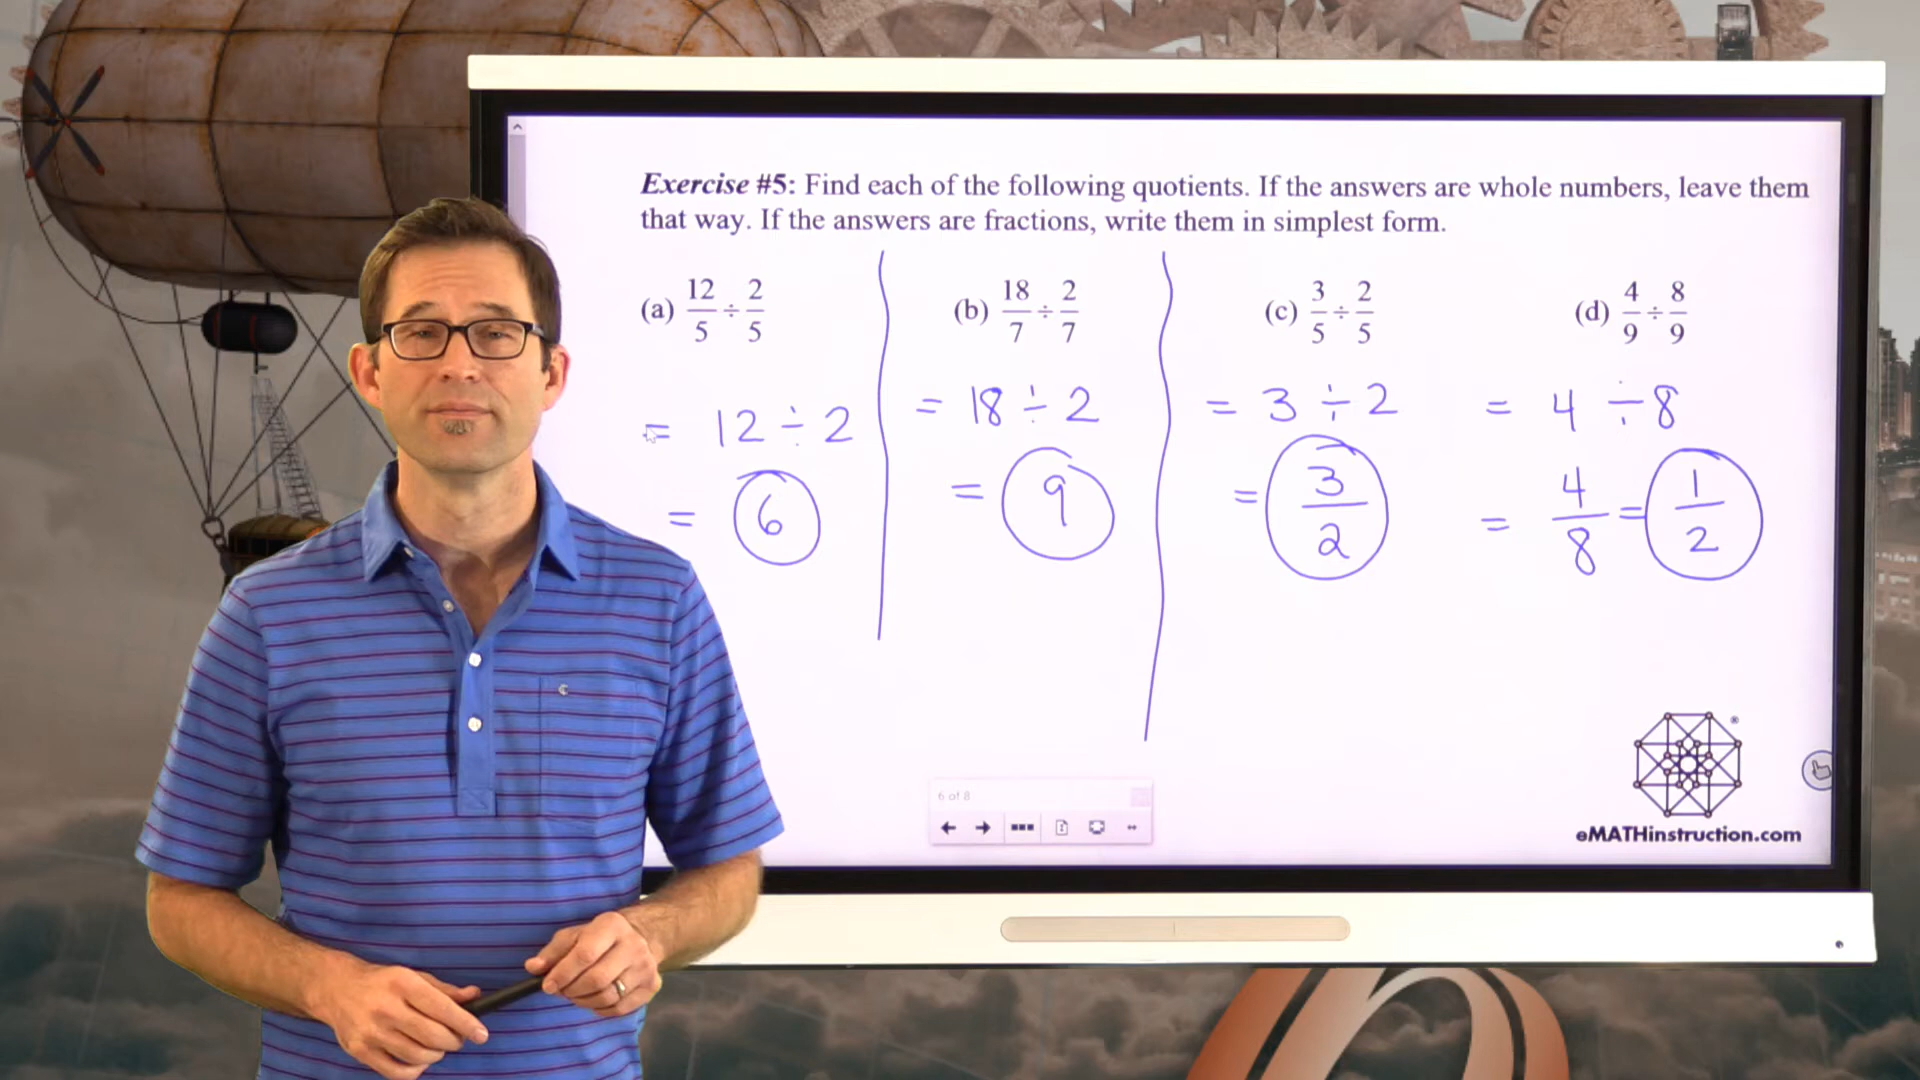 Exercise #5: Find each of the following quotients. If the answers are whole numbers, leave them
that way. If the answers are fractions, write them in simplest form.
(a) 12/5 ÷ 2/5
= 12 ÷ 2
= 6
(b) 18/7 ÷ 2/7
= 18 ÷ 2
= 9
(c) 3/5 ÷ 2/5
= 3 ÷ 2
= 3/2
(d) 4/9 ÷ 8/9
= 4 ÷ 8
= 4/8 = 1/2
6 of 8
®
eMATHinstruction.com